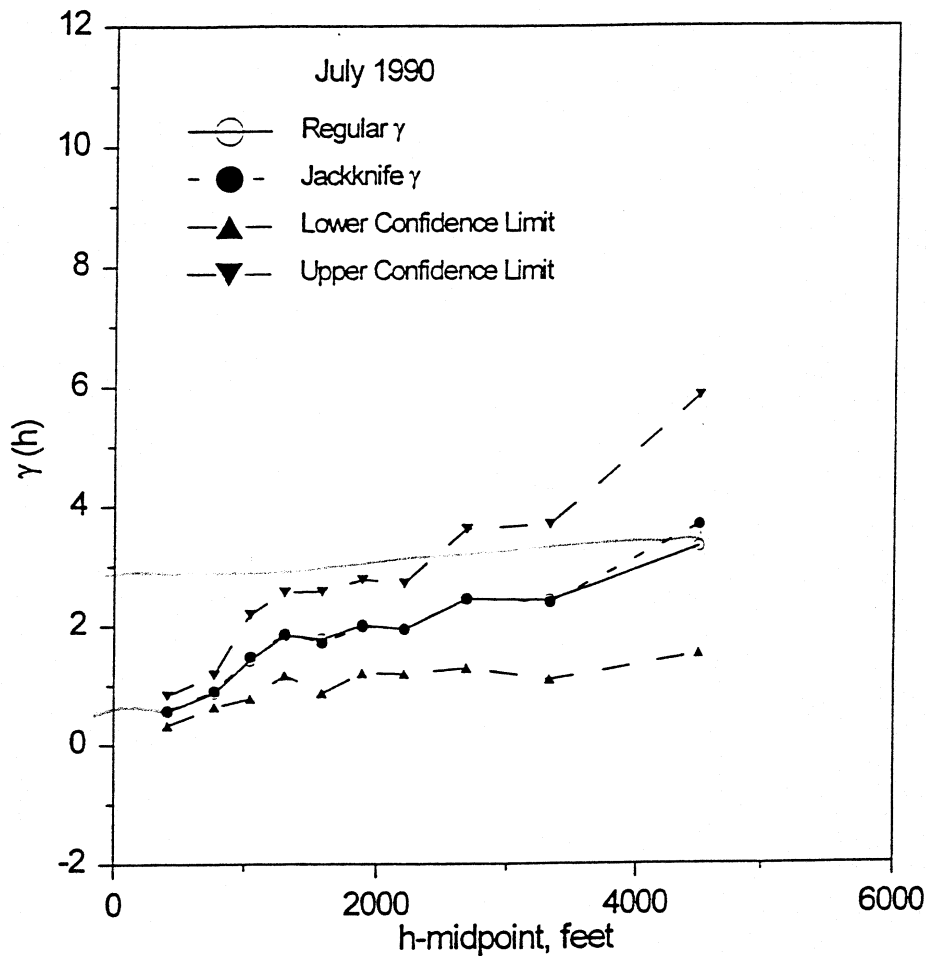 12
July 1990
Regular γ
10
Jackknife γ
Lower Confidence Limit
8
Upper Confidence Limit
6
γ (h)
4
2
0
-2
0
2000
4000
6000
h-midpoint, feet